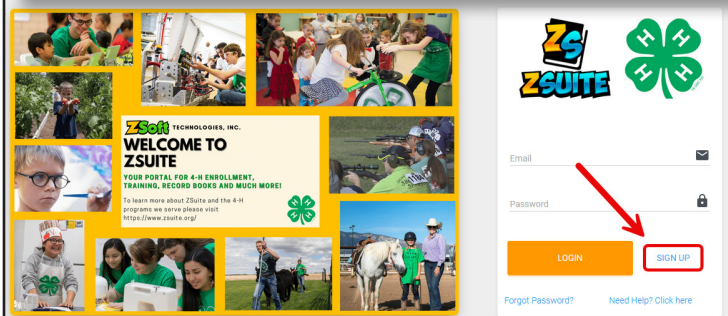 ZSoft TECHNOLOGIES, INC.
WELCOME TO
ZSUITE
YOUR PORTAL FOR 4-H ENROLLMENT,
TRAINING, RECORD BOOKS AND MUCH MORE!
To learn more about ZSuite and the 4-H
programs we serve please visit
https://www.zsuite.org/
H H
H H
ZS
ZSUITE
H H
H H
Email
Password
LOGIN
SIGN UP
Forgot Password?
Need Help? Click here